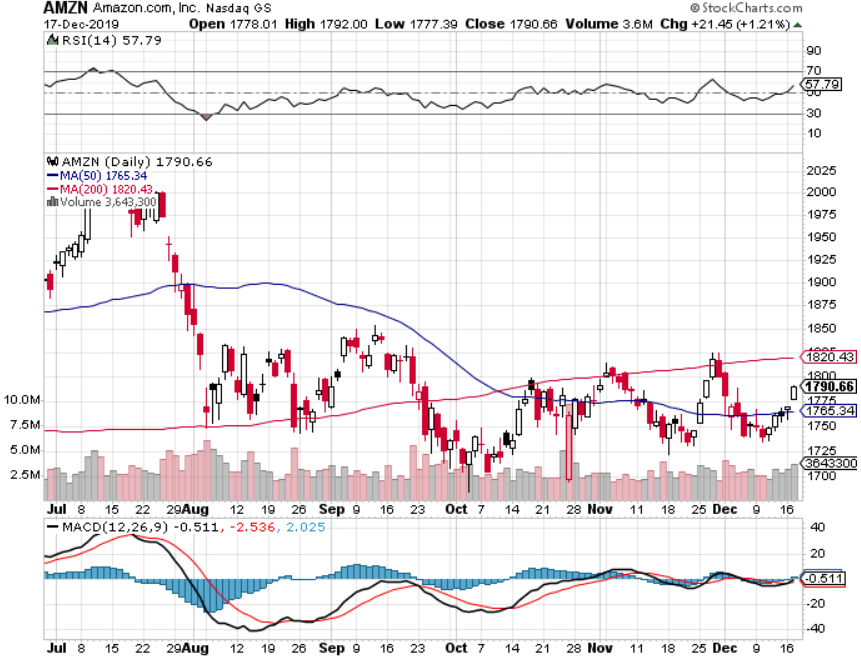 AMZN Amazon.com, Inc. Nasdaq GS © StockCharts.com
17-Dec-2019 Open 1778.01 High 1792.00 Low 1777.39 Close 1790.66 Volume 3.6M Chg +21.45 (+1.21%)
RSI(14) 57.79
90
70
57.79
50
30
10
AMZN (Daily) 1790.66
MA(50) 1765.34
MA(200) 1820.43
Volume 3,643,300
2025
2000
1975
1950
1925
1900
1875
1850
1825
1820.43
1800
1790.66
1775
1765.34
1750
1725
3643300
1700
10.0M
7.5M
5.0M
2.5M
Jul 8 15 22 29 Aug 12 19 26 Sep 9 16 23 Oct 7 14 21 28 Nov 11 18 25 Dec 9 16
MACD(12,26,9) -0.511, -2.536, 2.025
40
20
-0.511
-20
-40
Jul 8 15 22 29 Aug 12 19 26 Sep 9 16 23 Oct 7 14 21 28 Nov 11 18 25 Dec 9 16